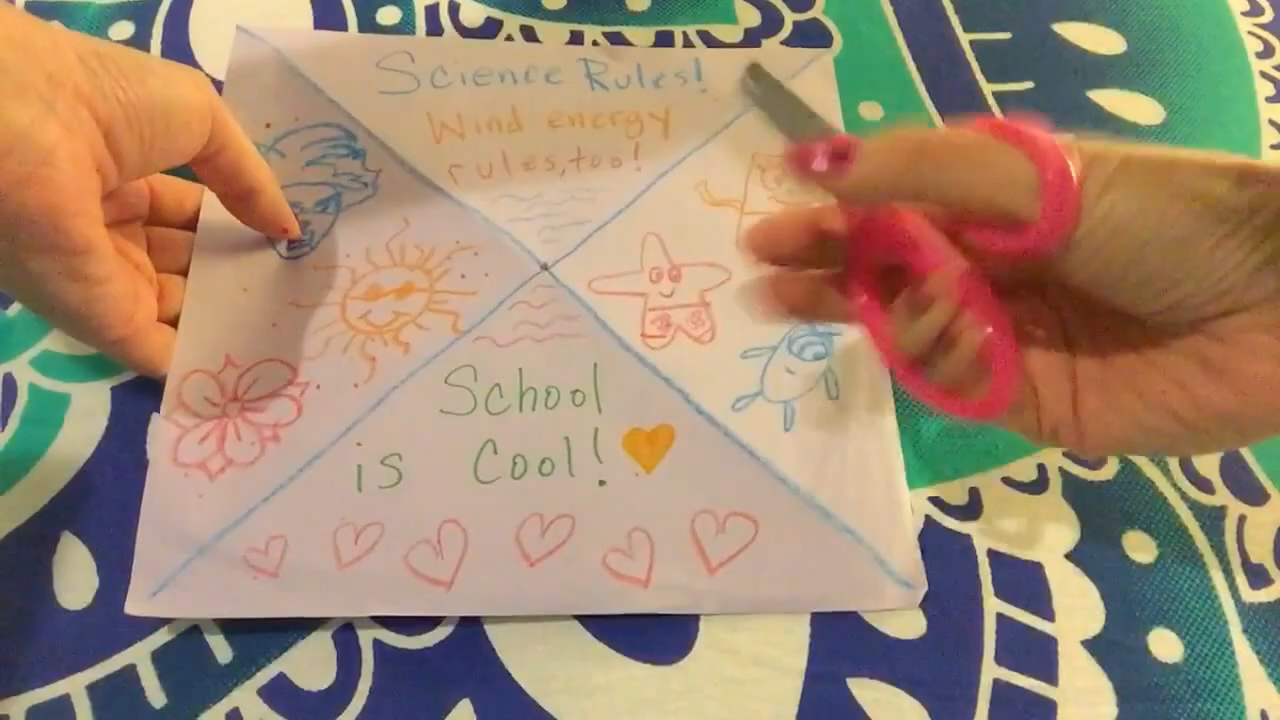 Science Rules!
Wind energy
rules, too!
School
is Cool!